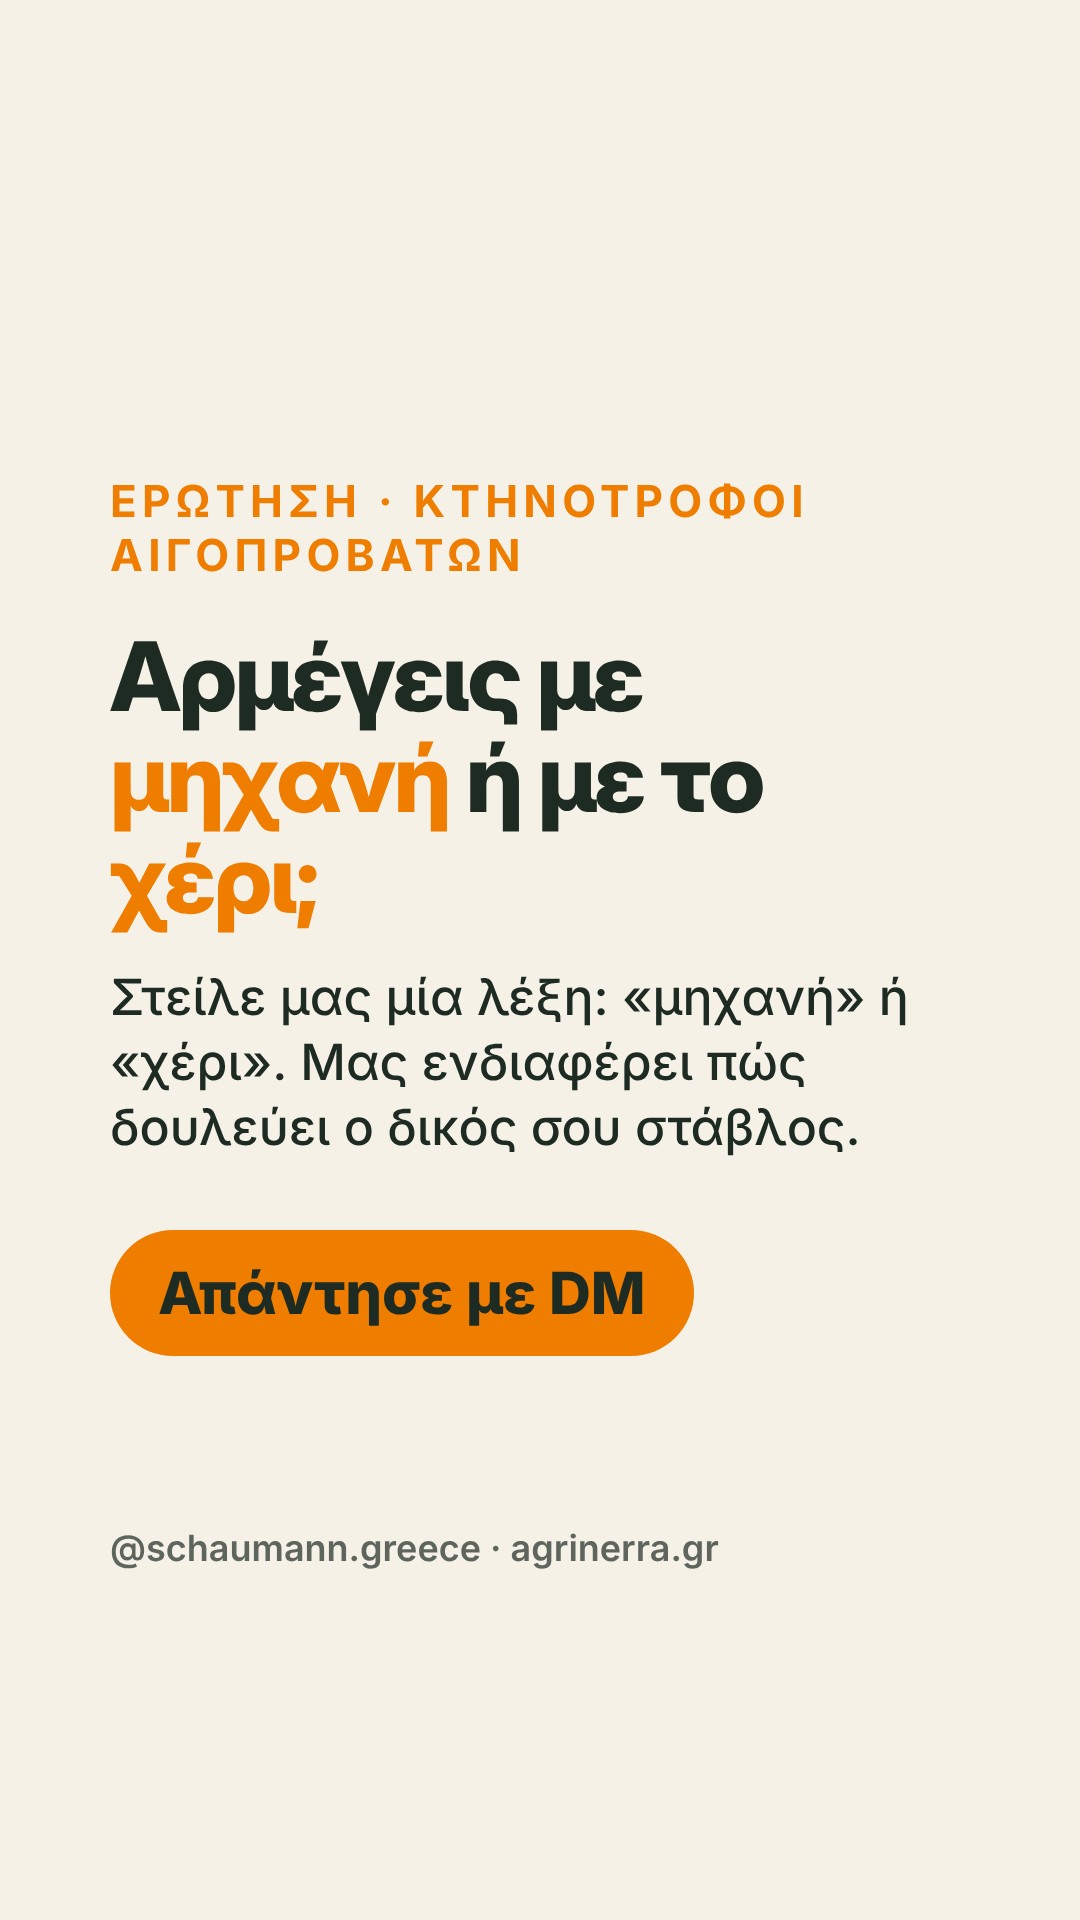 ΕΡΩΤΗΣΗ · ΚΤΗΝΟΤΡΟΦΟΙ
ΑΙΓΟΠΡΟΒΑΤΩΝ
Αρμέγεις με
μηχανή ή με το
χέρι;
Στείλε μας μία λέξη: «μηχανή» ή
«χέρι». Μας ενδιαφέρει πώς
δουλεύει ο δικός σου στάβλος.
Απάντησε με DM
@schaumann.greece · agrinerra.gr